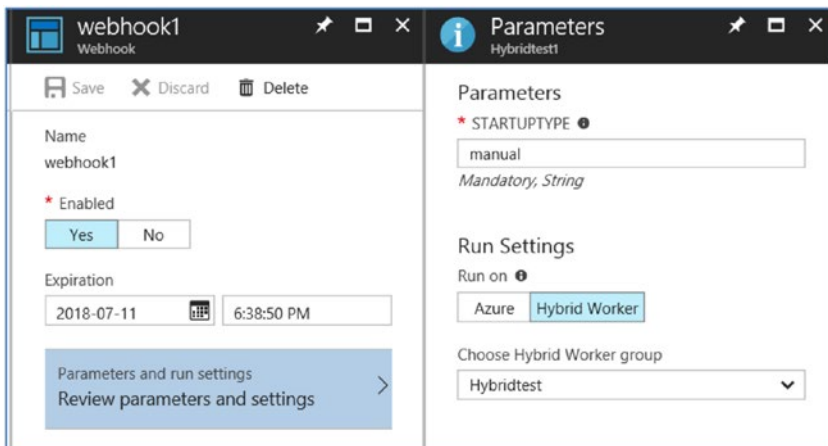 webhook1
Webhook
Save Discard Delete
Name
webhook1
* Enabled
Yes No
Expiration
2018-07-11 6:38:50 PM
Parameters and run settings
Review parameters and settings
Parameters
Hybridtest1
Parameters
* STARTUPTYPE
manual
Mandatory, String
Run Settings
Run on
Azure Hybrid Worker
Choose Hybrid Worker group
Hybridtest